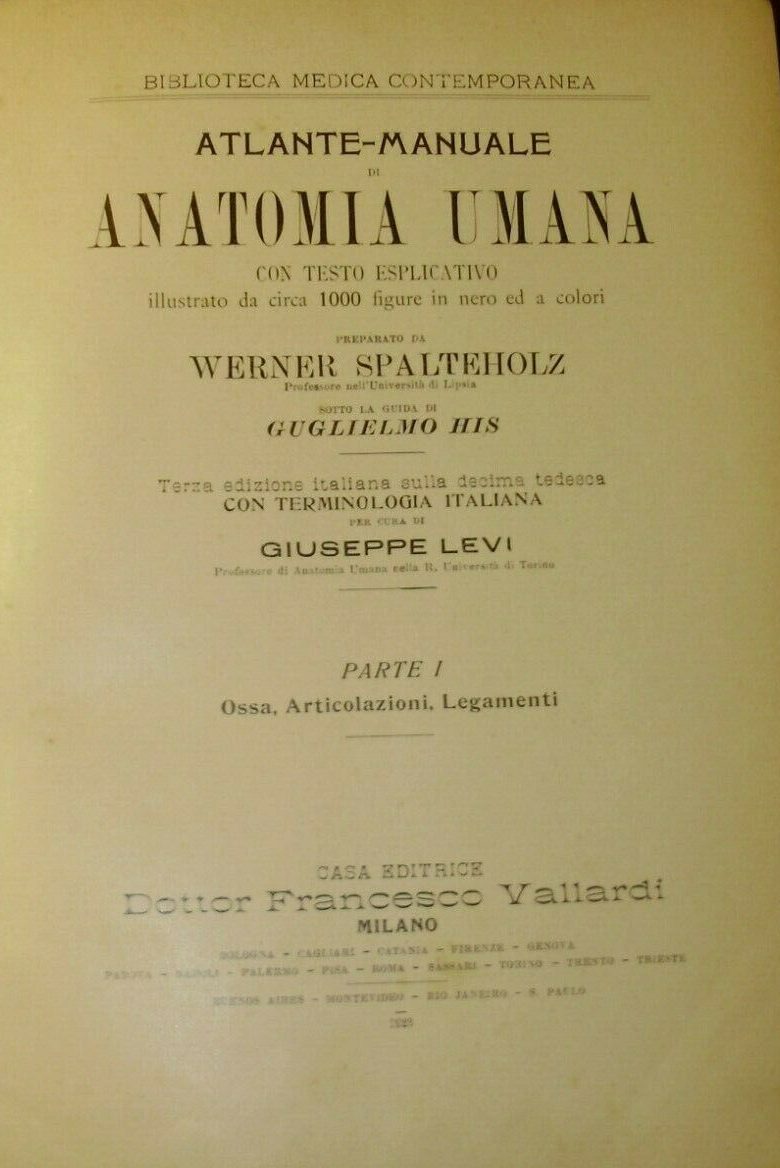 BIBLIOTECA MEDICA CONTEMPORANEA
ATLANTE-MANUALE
DI
ANATOMIA UMANA
CON TESTO ESPLICATIVO
illustrato da circa 1000 figure in nero ed a colori
PREPARATO DA
WERNER SPALTEHOLZ
Professore nell'Università di Lipsia
SOTTO LA GUIDA DI
GUGLIELMO HIS
Terza edizione italiana sulla decima tedesca
CON TERMINOLOGIA ITALIANA
PER CURA DI
GIUSEPPE LEVI
Professore di Anatomia Umana nella R. Università di Torino
PARTE I
Ossa, Articolazioni, Legamenti
CASA EDITRICE
Dottor Francesco Vallardi
MILANO
BOLOGNA - CAGLIARI - CATANIA - FIRENZE - GENOVA
PADOVA - NAPOLI - PALERMO - PISA - ROMA - SASSARI - TORINO - TRENTO - TRIESTE
BUENOS AIRES - MONTEVIDEO - RIO JANEIRO - S. PAULO